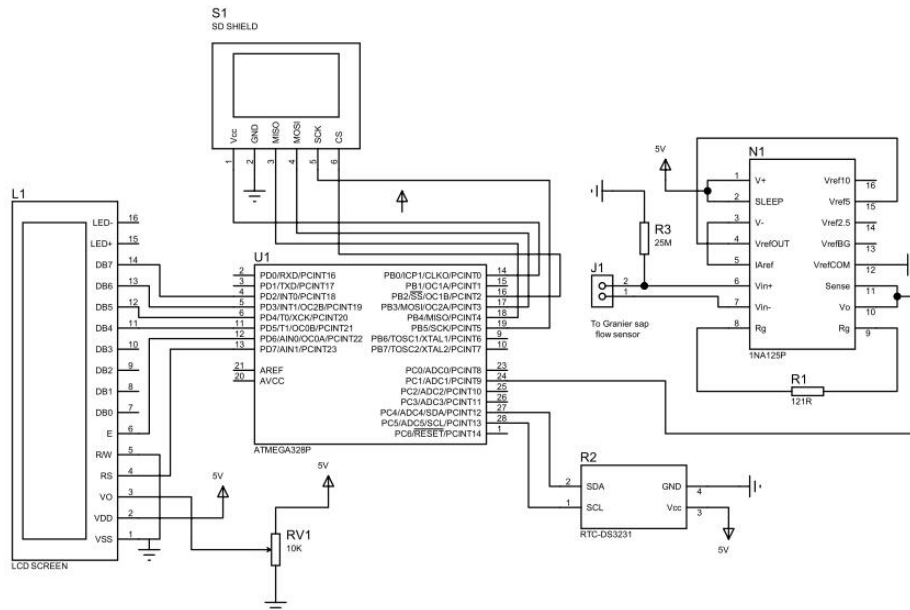 S1
SD SHIELD
Vcc
GND
MISO
MOSI
SCK
CS
1
2
3
4
5
6
L1
LED-
16
LED+
15
DB7
14
DB6
13
DB5
12
DB4
11
DB3
10
DB2
9
DB1
8
DB0
7
E
6
R/W
5
RS
4
VO
3
VDD
2
VSS
1
LCD SCREEN
U1
2 PD0/RXD/PCINT16
3 PD1/TXD/PCINT17
4 PD2/INT0/PCINT18
5 PD3/INT1/OC2B/PCINT19
6 PD4/T0/XCK/PCINT20
11 PD5/T1/OC0B/PCINT21
12 PD6/AIN0/OC0A/PCINT22
13 PD7/AIN1/PCINT23
21 AREF
20 AVCC
PB0/ICP1/CLKO/PCINT0 14
PB1/OC1A/PCINT1 15
PB2/SS/OC1B/PCINT2 16
PB3/MOSI/OC2A/PCINT3 17
PB4/MISO/PCINT4 18
PB5/SCK/PCINT5 19
PB6/TOSC1/XTAL1/PCINT6 9
PB7/TOSC2/XTAL2/PCINT7 10
PC0/ADC0/PCINT8 23
PC1/ADC1/PCINT9 24
PC2/ADC2/PCINT10 25
PC3/ADC3/PCINT11 26
PC4/ADC4/SDA/PCINT12 27
PC5/ADC5/SCL/PCINT13 28
PC6/RESET/PCINT14 1
ATMEGA328P
5V
5V
RV1
10K
R2
2 SDA
1 SCL
GND 4
Vcc 3
RTC-DS3231
5V
R3
25M
J1
2
1
To Granier sap
flow sensor
5V
N1
1 V+
2 SLEEP
3 V-
4 VrefOUT
5 IAref
6 Vin+
7 Vin-
8 Rg
Vref10 16
Vref5 15
Vref2.5 14
VrefBG 13
VrefCOM 12
Sense 11
Vo 10
Rg 9
1NA125P
R1
121R